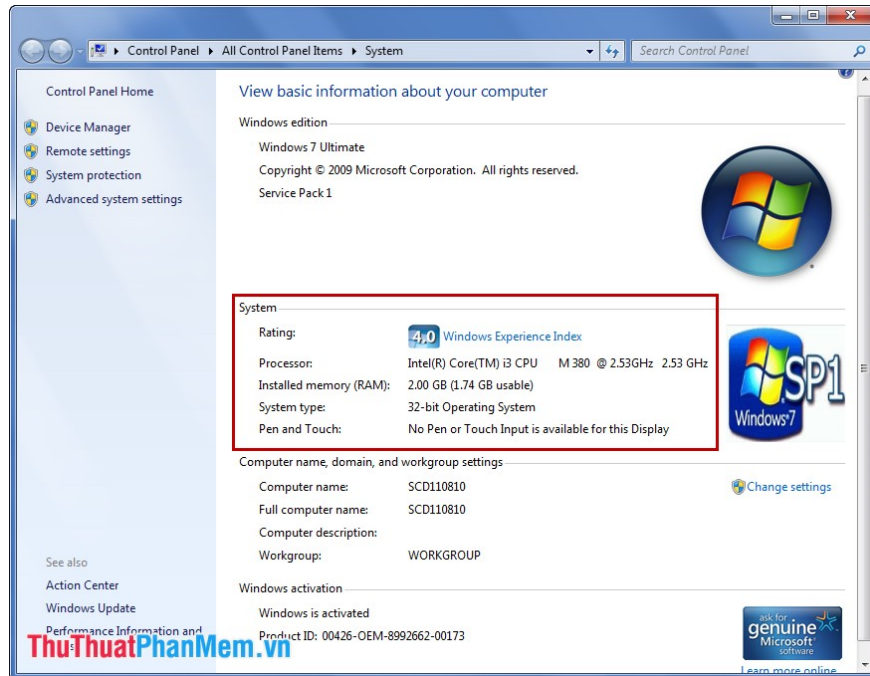 Control Panel ▸ All Control Panel Items ▸ System
Search Control Panel
Control Panel Home
Device Manager
Remote settings
System protection
Advanced system settings
View basic information about your computer
Windows edition
Windows 7 Ultimate
Copyright © 2009 Microsoft Corporation. All rights reserved.
Service Pack 1
System
Rating: 4,0 Windows Experience Index
Processor: Intel(R) Core(TM) i3 CPU M 380 @ 2.53GHz 2.53 GHz
Installed memory (RAM): 2.00 GB (1.74 GB usable)
System type: 32-bit Operating System
Pen and Touch: No Pen or Touch Input is available for this Display
SP1
Windows 7
Computer name, domain, and workgroup settings
Computer name: SCD110810
Change settings
Full computer name: SCD110810
Computer description:
Workgroup: WORKGROUP
See also
Action Center
Windows Update
Performance Information and
Windows activation
Windows is activated
Product ID: 00426-OEM-8992662-00173
ask for
genuine
Microsoft
software
Learn more online
ThuThuatPhanMem.vn